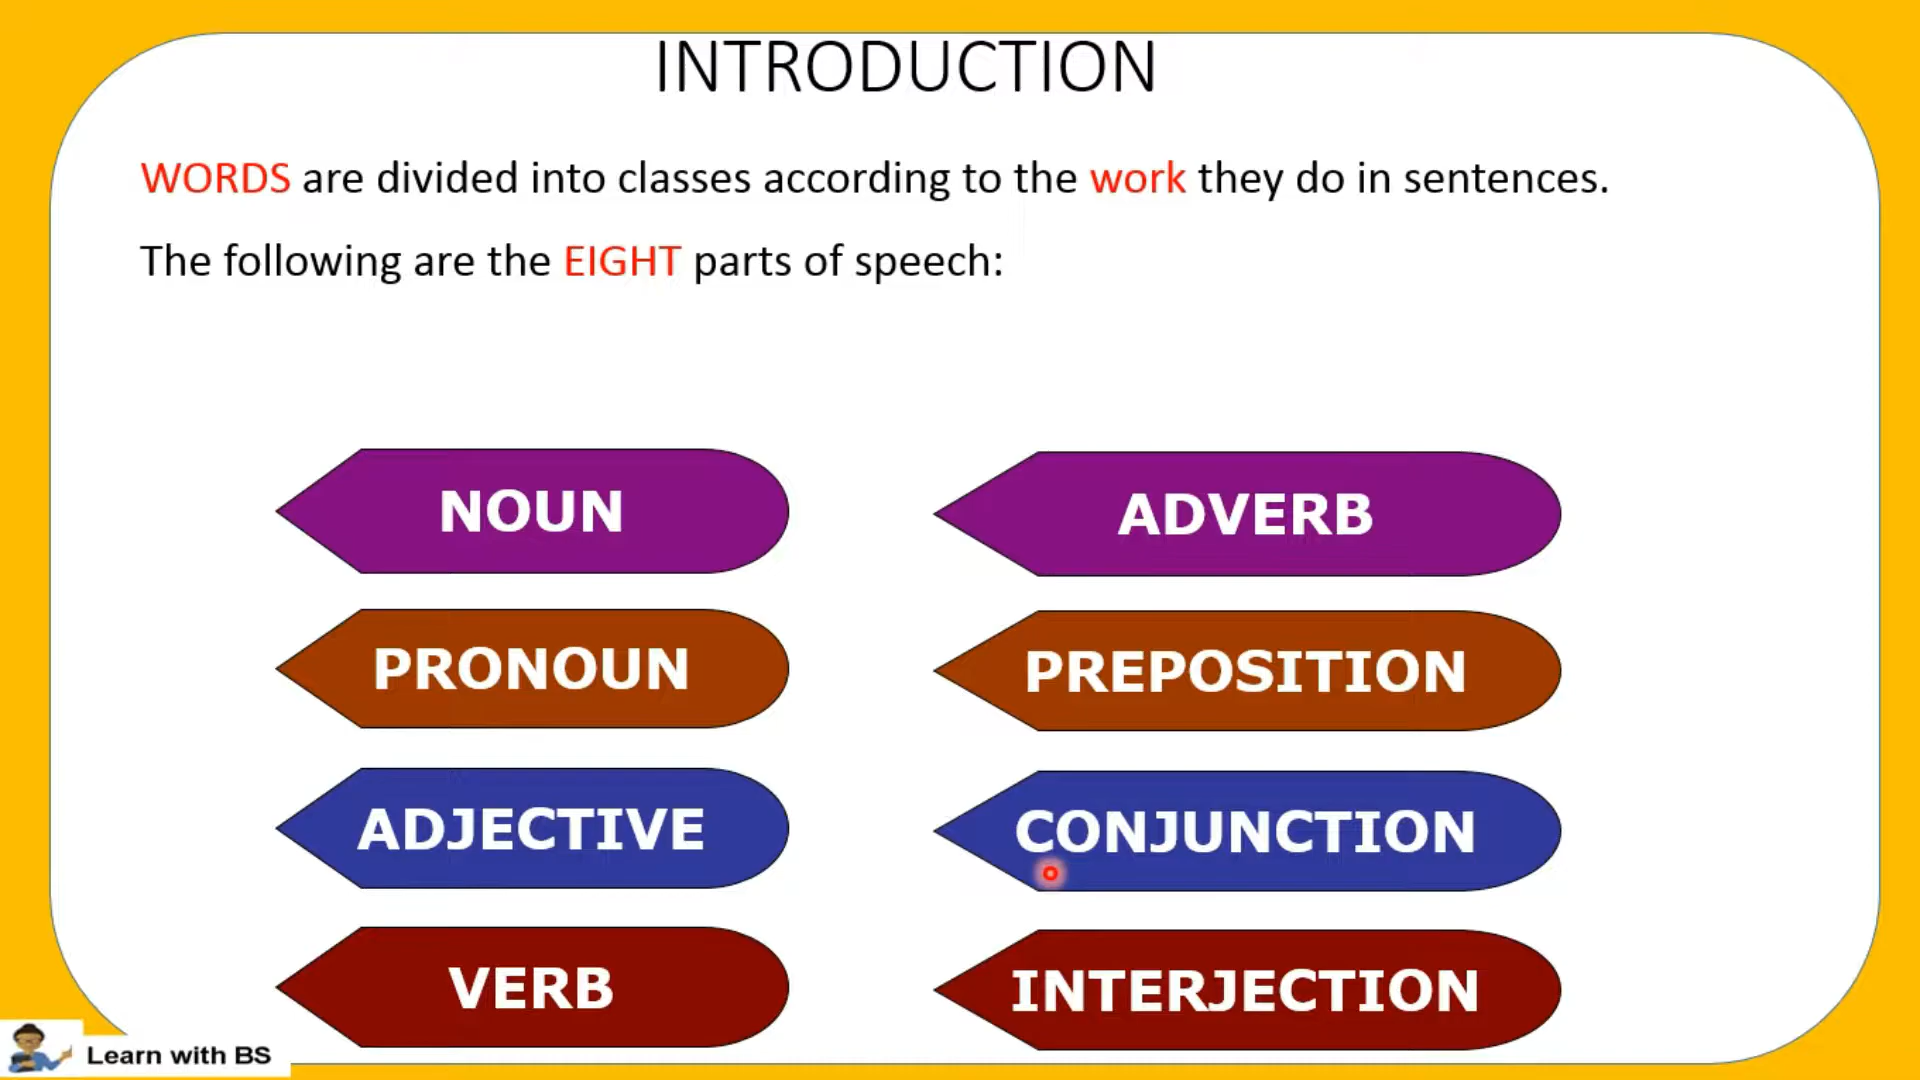 INTRODUCTION
WORDS are divided into classes according to the work they do in sentences.
The following are the EIGHT parts of speech:
NOUN
ADVERB
PRONOUN
PREPOSITION
ADJECTIVE
CONJUNCTION
VERB
INTERJECTION
Learn with BS